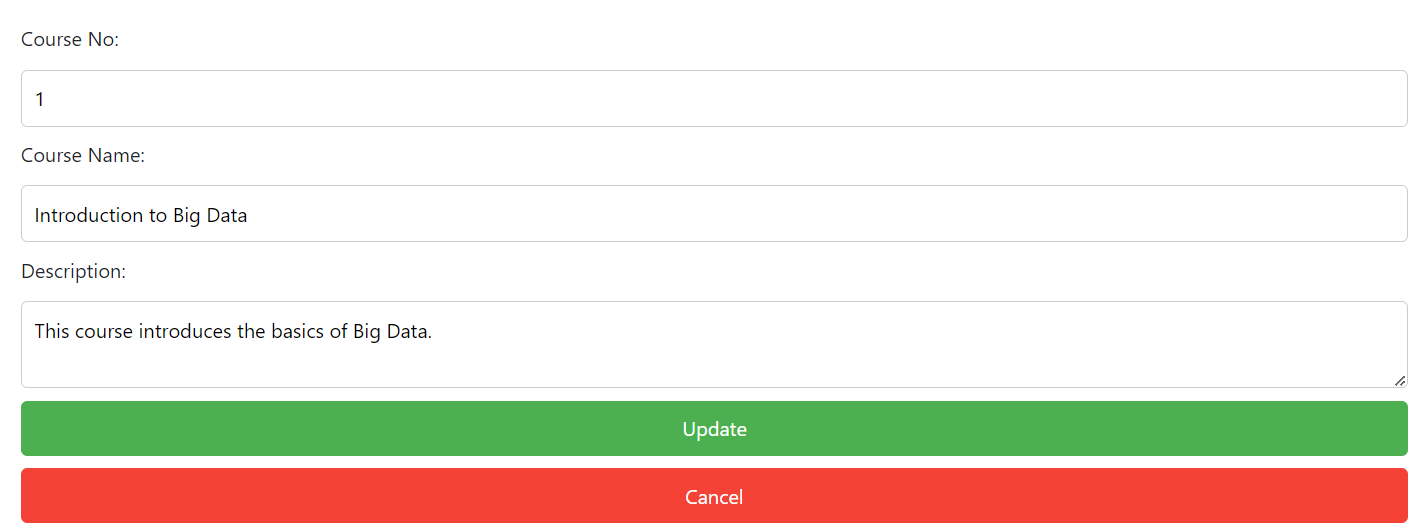 Course No:
1
Course Name:
Introduction to Big Data
Description:
This course introduces the basics of Big Data.
Update
Cancel